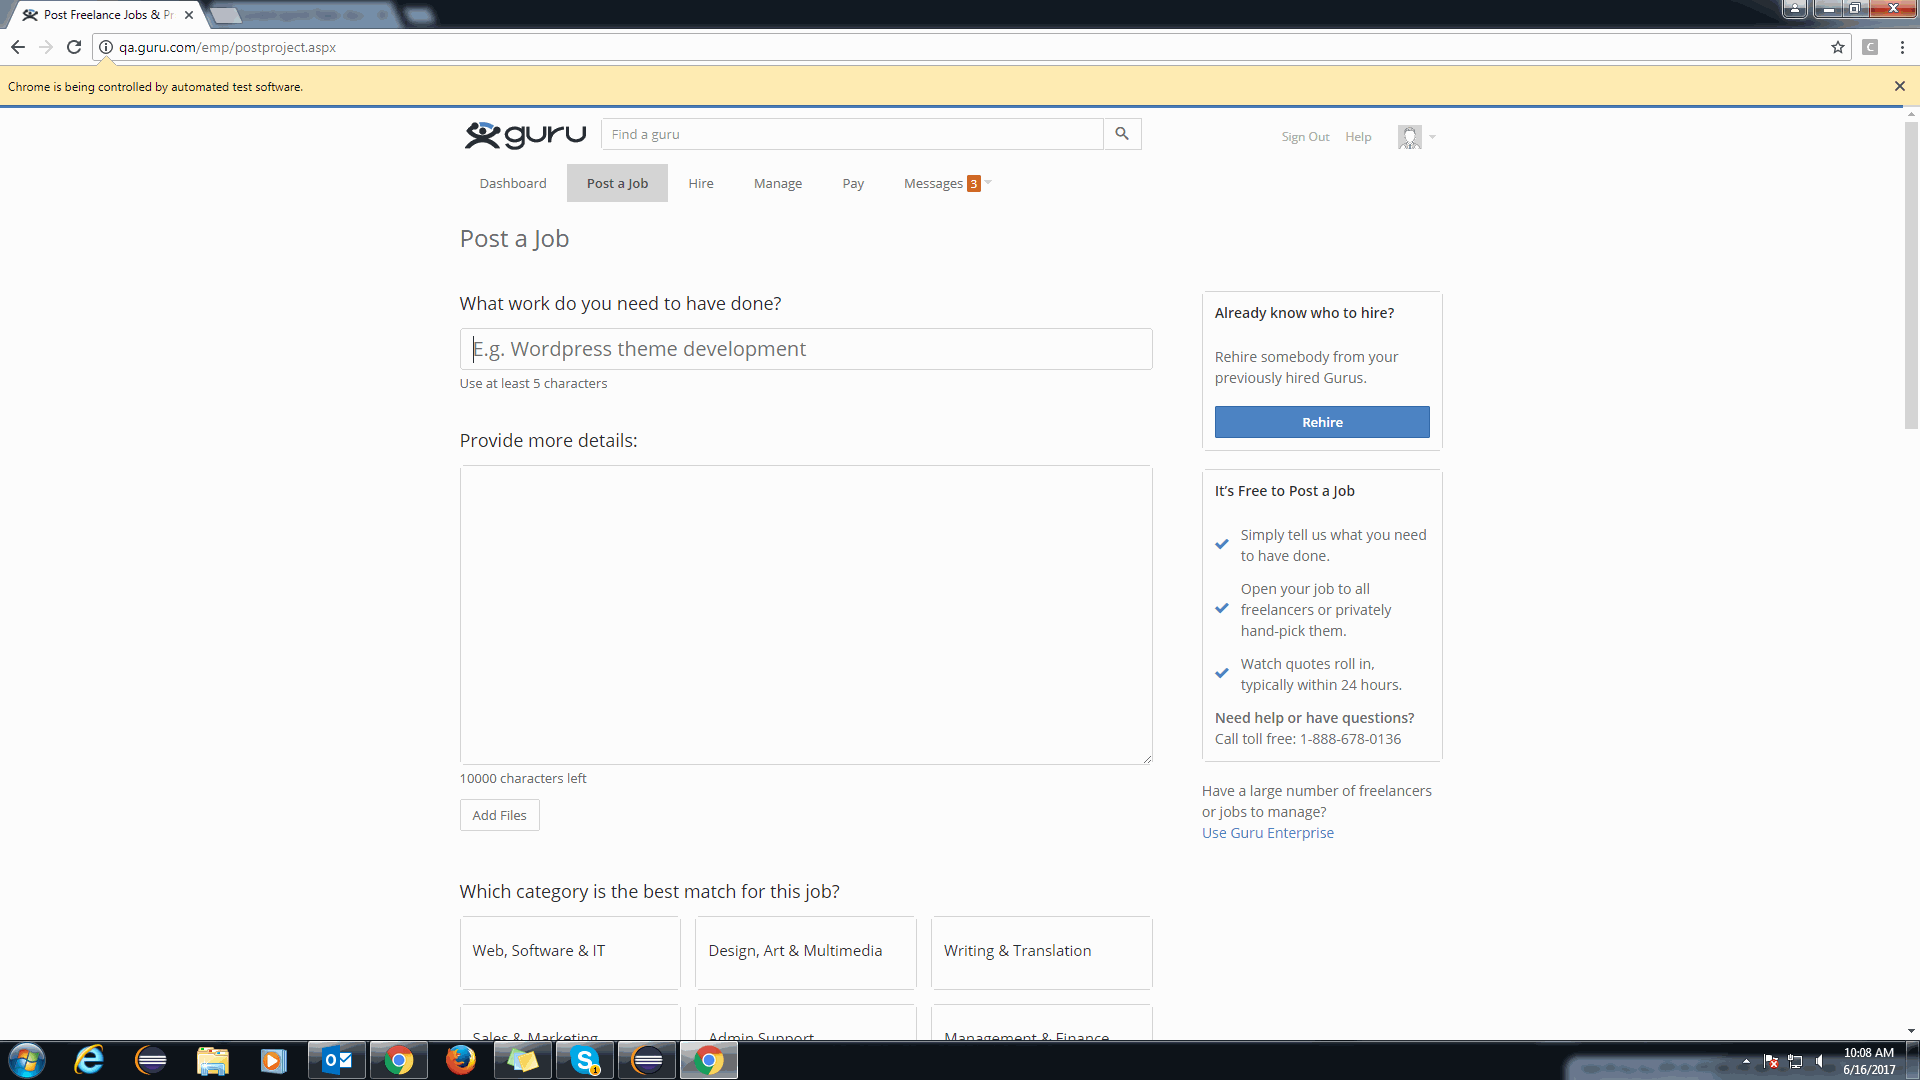 Post Freelance Jobs & Pr
qa.guru.com/emp/postproject.aspx
C
Chrome is being controlled by automated test software.
guru
Find a guru
Sign Out Help
Dashboard Post a Job Hire Manage Pay Messages 3
Post a Job
What work do you need to have done?
E.g. Wordpress theme development
Use at least 5 characters
Provide more details:
10000 characters left
Add Files
Which category is the best match for this job?
Web, Software & IT
Design, Art & Multimedia
Writing & Translation
Sales & Marketing
Admin Support
Management & Finance
Already know who to hire?
Rehire somebody from your
previously hired Gurus.
Rehire
It's Free to Post a Job
Simply tell us what you need
to have done.
Open your job to all
freelancers or privately
hand-pick them.
Watch quotes roll in,
typically within 24 hours.
Need help or have questions?
Call toll free: 1-888-678-0136
Have a large number of freelancers
or jobs to manage?
Use Guru Enterprise
1
10:08 AM
6/16/2017